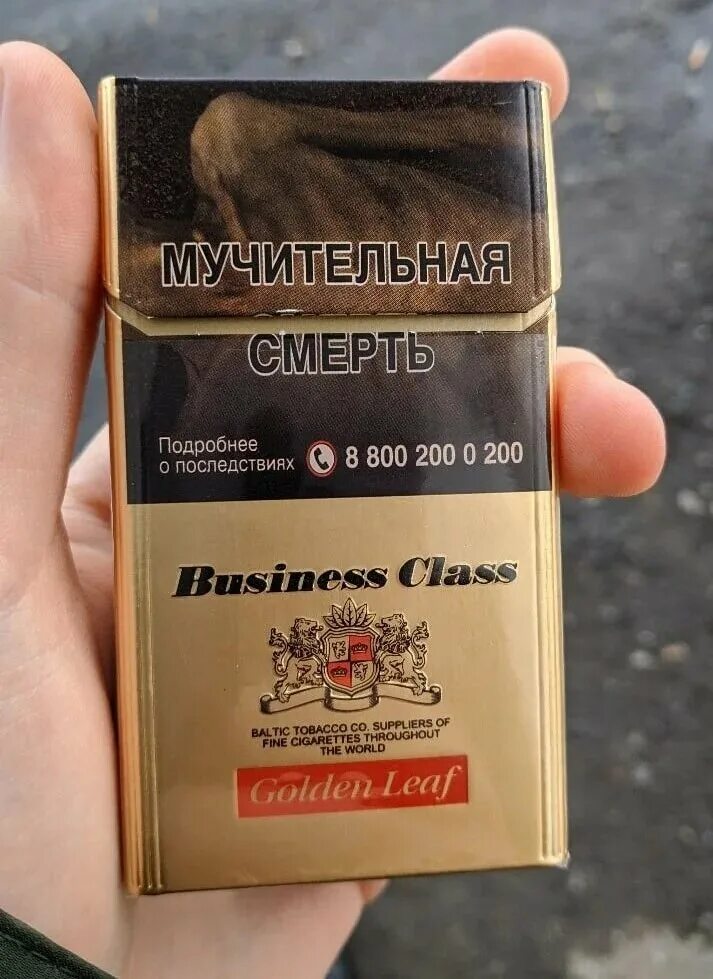 МУЧИТЕЛЬНАЯ
СМЕРТЬ
Подробнее
о последствиях 8 800 200 0 200
Business Class
BALTIC TOBACCO CO. SUPPLIERS OF
FINE CIGARETTES THROUGHOUT
THE WORLD
Golden Leaf